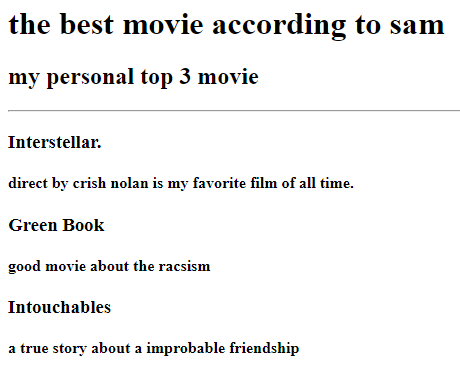 the best movie according to sam
my personal top 3 movie
Interstellar.
direct by crish nolan is my favorite film of all time.
Green Book
good movie about the racsism
Intouchables
a true story about a improbable friendship